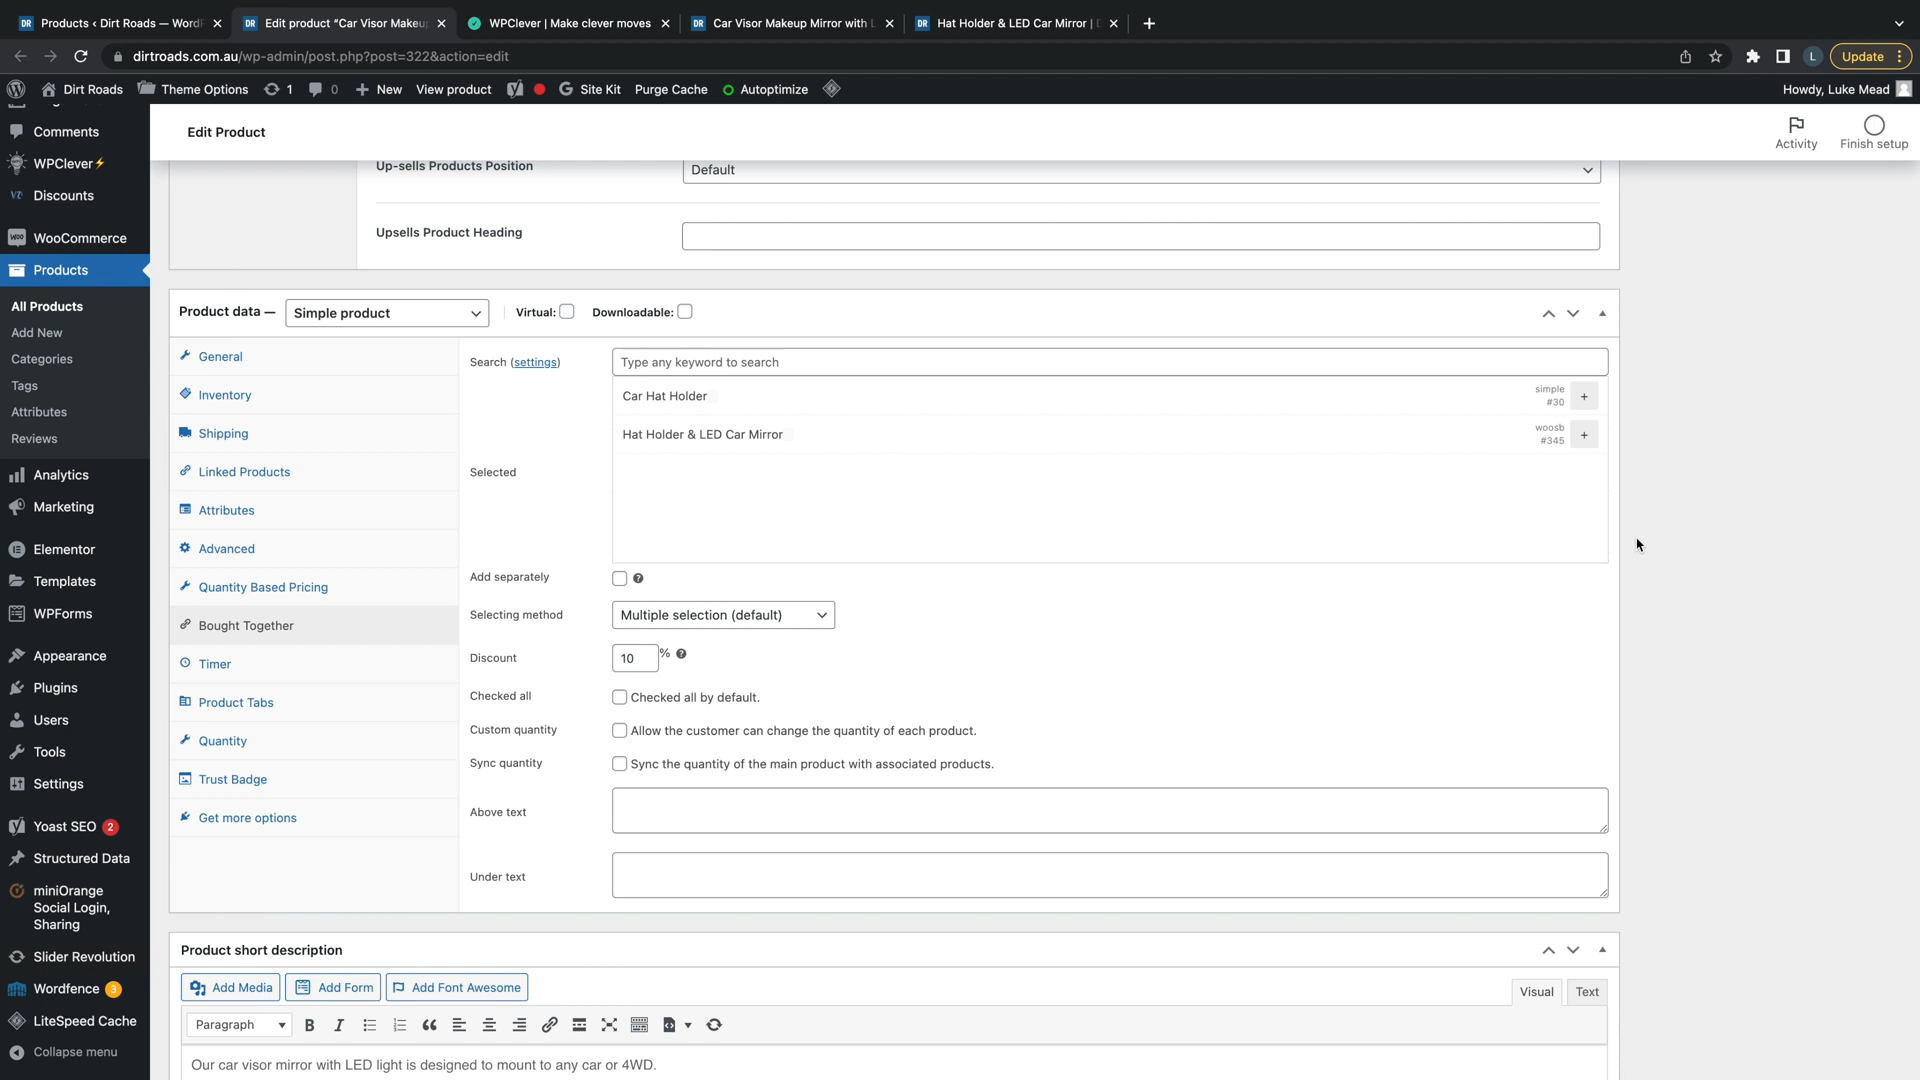 Products ‹ Dirt Roads — WordP
Edit product "Car Visor Makeup
WPClever | Make clever moves
Car Visor Makeup Mirror with L
Hat Holder & LED Car Mirror | D
dirtroads.com.au/wp-admin/post.php?post=322&action=edit
L
Update
Dirt Roads
Theme Options
1
0
New
View product
Site Kit
Purge Cache
Autoptimize
Howdy, Luke Mead
Comments
WPClever⚡
Discounts
WooCommerce
Products
All Products
Add New
Categories
Tags
Attributes
Reviews
Analytics
Marketing
Elementor
Templates
WPForms
Appearance
Plugins
Users
Tools
Settings
Yoast SEO 2
Structured Data
miniOrange
Social Login,
Sharing
Slider Revolution
Wordfence 3
LiteSpeed Cache
Collapse menu
Edit Product
Activity
Finish setup
Up-sells Products Position
Default
Upsells Product Heading
Product data —
Simple product
Virtual:
Downloadable:
General
Inventory
Shipping
Linked Products
Attributes
Advanced
Quantity Based Pricing
Bought Together
Timer
Product Tabs
Quantity
Trust Badge
Get more options
Search (settings)
Type any keyword to search
Car Hat Holder
simple
#30
+
Hat Holder & LED Car Mirror
woosb
#345
+
Selected
Add separately
Selecting method
Multiple selection (default)
Discount
10
%
Checked all
Checked all by default.
Custom quantity
Allow the customer can change the quantity of each product.
Sync quantity
Sync the quantity of the main product with associated products.
Above text
Under text
Product short description
Add Media
Add Form
Add Font Awesome
Visual
Text
Paragraph
B
I
Our car visor mirror with LED light is designed to mount to any car or 4WD.